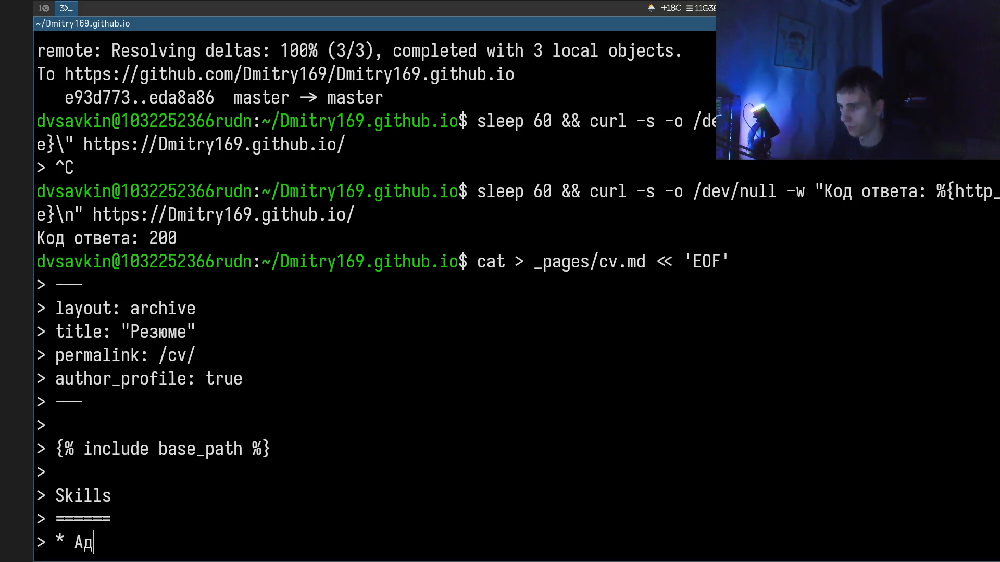 1
3
+18C
11G38
~/Dmitry169.github.io
remote: Resolving deltas: 100% (3/3), completed with 3 local objects.
To https://github.com/Dmitry169/Dmitry169.github.io
e93d773..eda8a86 master -> master
dvsavkin@1032252366rudn:~/Dmitry169.github.io$ sleep 60 && curl -s -o /de
e}\" https://Dmitry169.github.io/
> ^C
dvsavkin@1032252366rudn:~/Dmitry169.github.io$ sleep 60 && curl -s -o /dev/null -w "Код ответа: %{http_
e}\n" https://Dmitry169.github.io/
Код ответа: 200
dvsavkin@1032252366rudn:~/Dmitry169.github.io$ cat > _pages/cv.md << 'EOF'
> ---
> layout: archive
> title: "Резюме"
> permalink: /cv/
> author_profile: true
> ---
>
> {% include base_path %}
>
> Skills
> ======
> * Ад